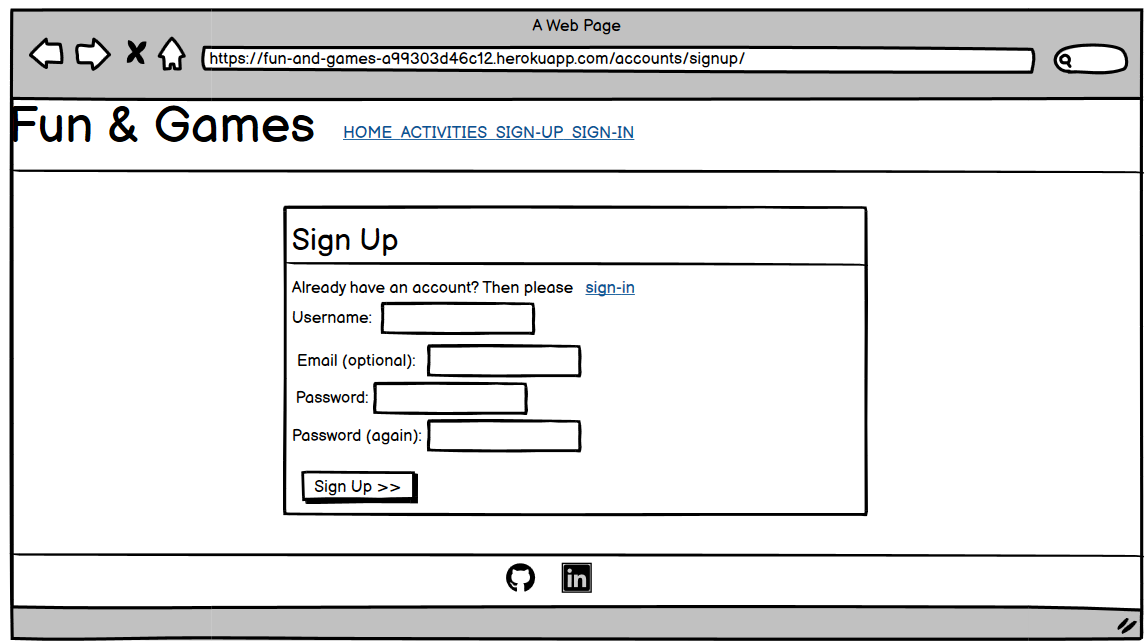 A Web Page
https://fun-and-games-a99303d46c12.herokuapp.com/accounts/signup/
Fun & Games
HOME ACTIVITIES SIGN-UP SIGN-IN
Sign Up
Already have an account? Then please sign-in
Username:
Email (optional):
Password:
Password (again):
Sign Up >>
in